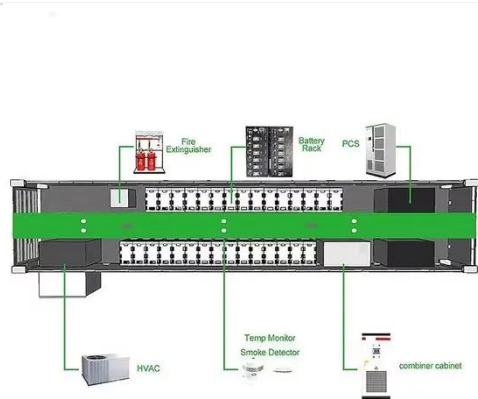 Fire
Extinguisher
Battery
Rack
PCS
Temp Monitor
Smoke Detector
HVAC
combiner cabinet